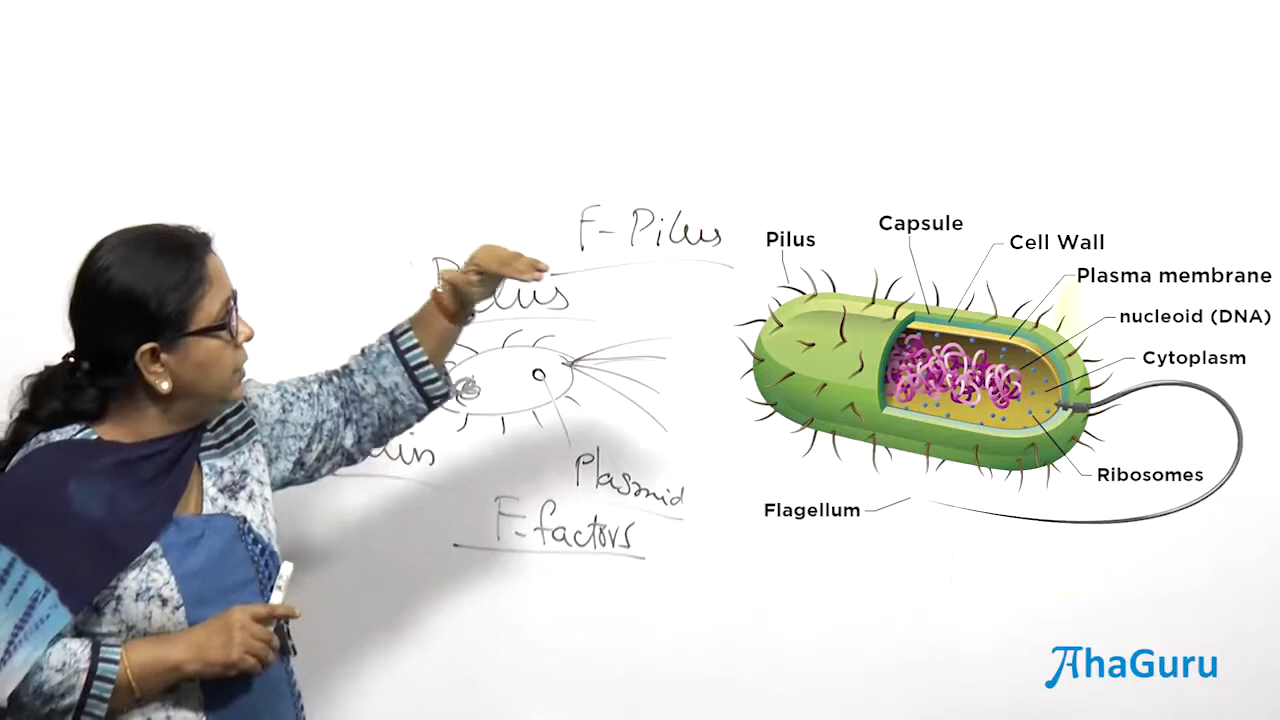 F-Pilus
Plasmid
F-factors
Pilus
Capsule
Cell Wall
Plasma membrane
nucleoid (DNA)
Cytoplasm
Ribosomes
Flagellum
AhaGuru